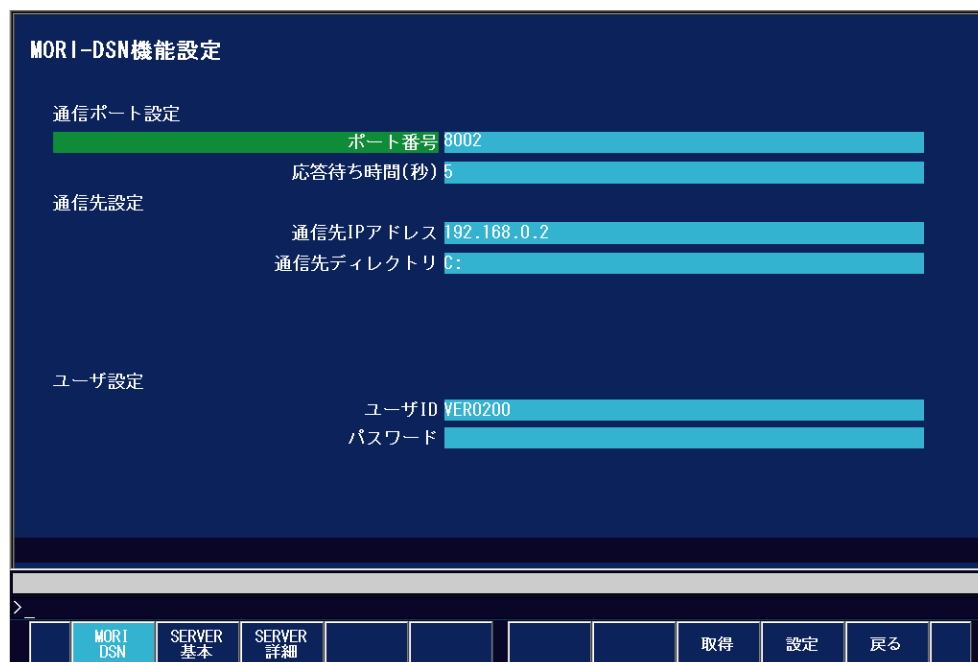 MORI-DSN機能設定
通信ポート設定
ポート番号 8002
応答待ち時間(秒) 5
通信先設定
通信先IPアドレス 192.168.0.2
通信先ディレクトリ C:
ユーザ設定
ユーザID VER0200
パスワード
>_
MORI DSN SERVER 基本 SERVER 詳細 取得 設定 戻る